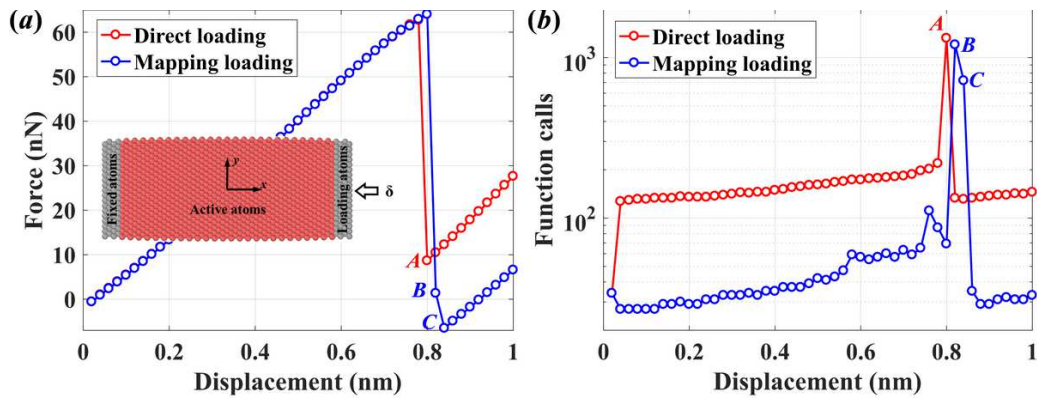 (a)
Direct loading
Mapping loading
Force (nN)
60
50
40
30
20
10
0
Fixed atoms
Active atoms
Loading atoms
y
x
δ
A
B
C
0
0.2
0.4
0.6
0.8
1
Displacement (nm)
(b)
Direct loading
Mapping loading
Function calls
10³
10²
A
B
C
0
0.2
0.4
0.6
0.8
1
Displacement (nm)